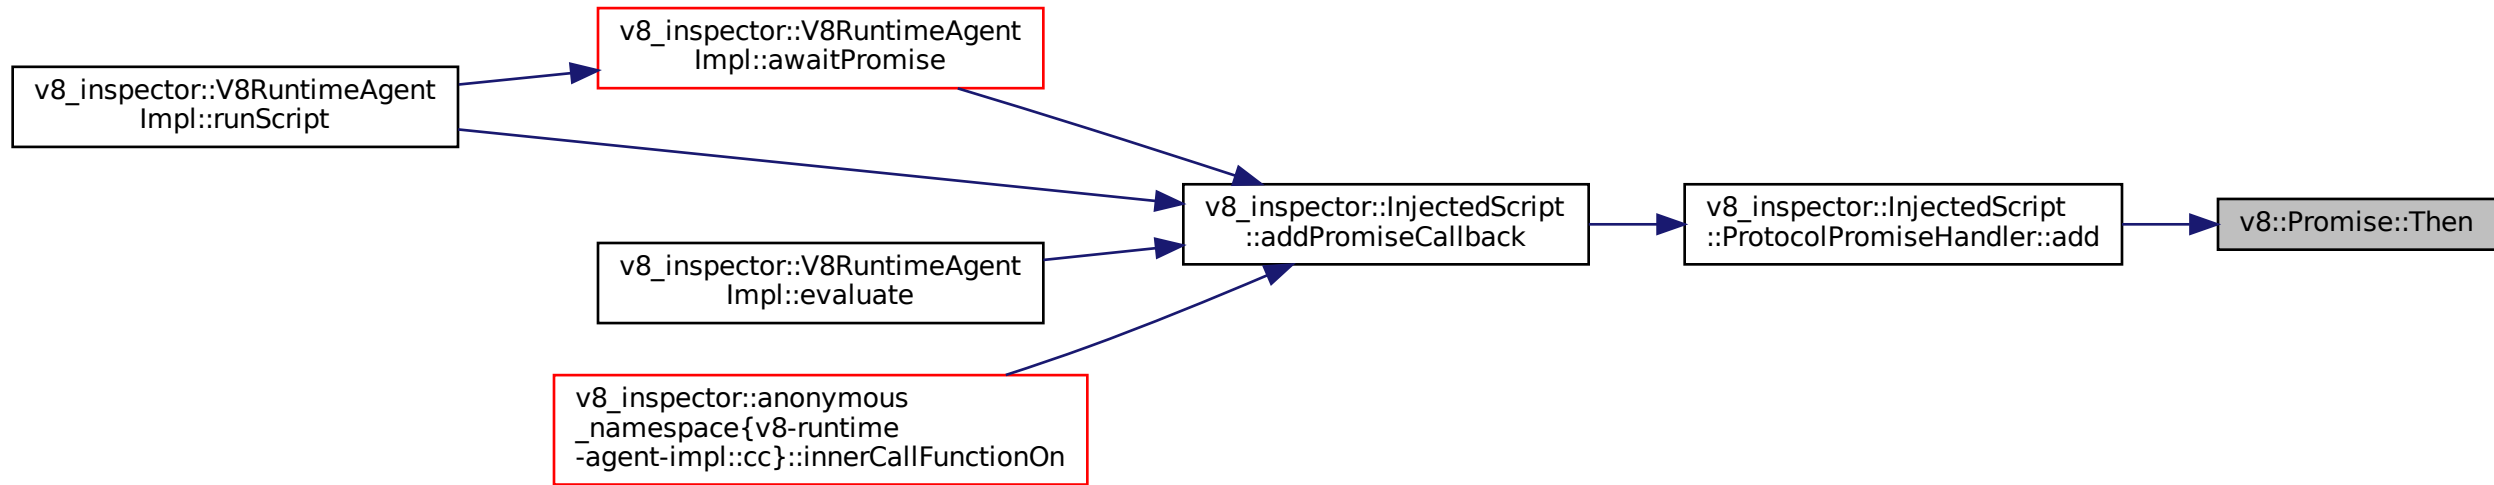 v8_inspector::V8RuntimeAgent
Impl::runScript
v8_inspector::V8RuntimeAgent
Impl::awaitPromise
v8_inspector::V8RuntimeAgent
Impl::evaluate
v8_inspector::anonymous
_namespace{v8-runtime
-agent-impl::cc}::innerCallFunctionOn
v8_inspector::InjectedScript
::addPromiseCallback
v8_inspector::InjectedScript
::ProtocolPromiseHandler::add
v8::Promise::Then